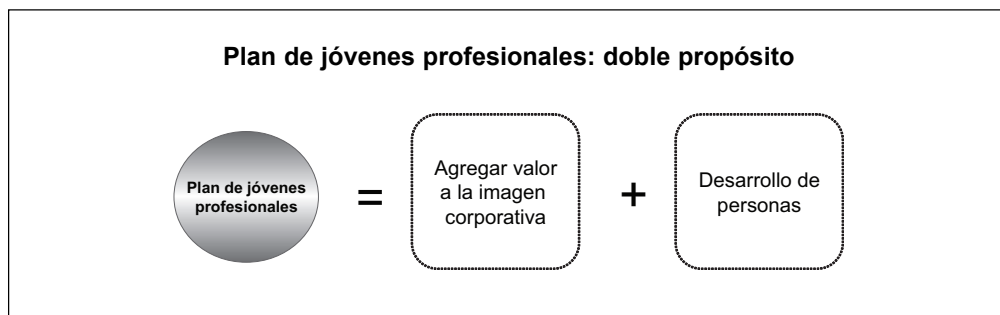 Plan de jóvenes profesionales: doble propósito
Plan de jóvenes
profesionales
=
Agregar valor
a la imagen
corporativa
+
Desarrollo de
personas